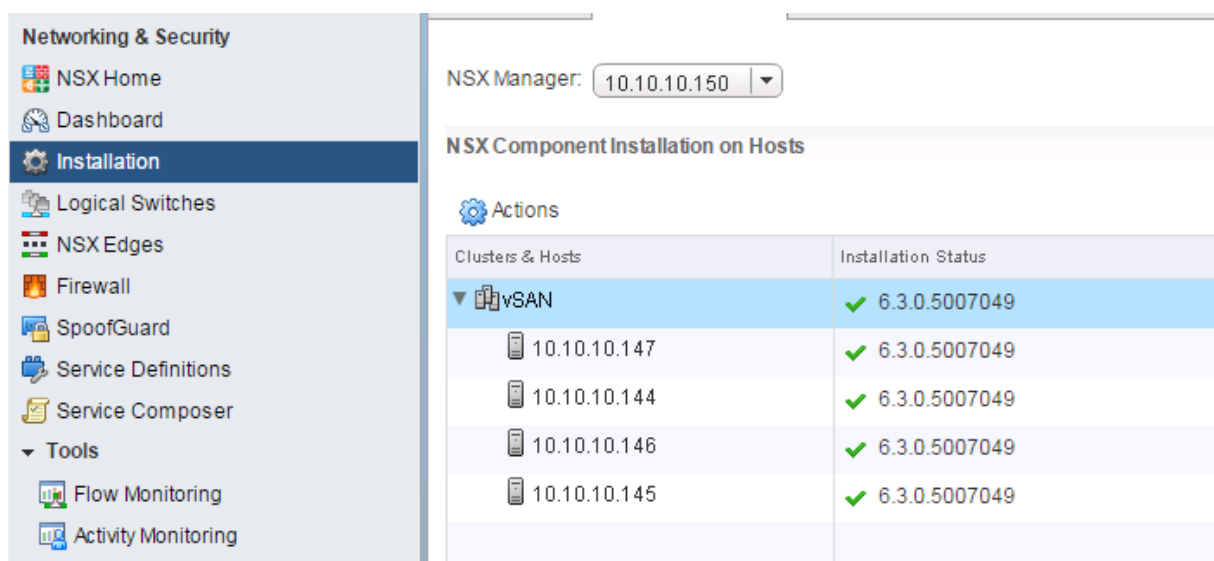 Networking & Security
NSX Home
Dashboard
Installation
Logical Switches
NSX Edges
Firewall
SpoofGuard
Service Definitions
Service Composer
Tools
Flow Monitoring
Activity Monitoring
NSX Manager: 10.10.10.150
NSX Component Installation on Hosts
Actions
Clusters & Hosts Installation Status
vSAN 6.3.0.5007049
10.10.10.147 6.3.0.5007049
10.10.10.144 6.3.0.5007049
10.10.10.146 6.3.0.5007049
10.10.10.145 6.3.0.5007049